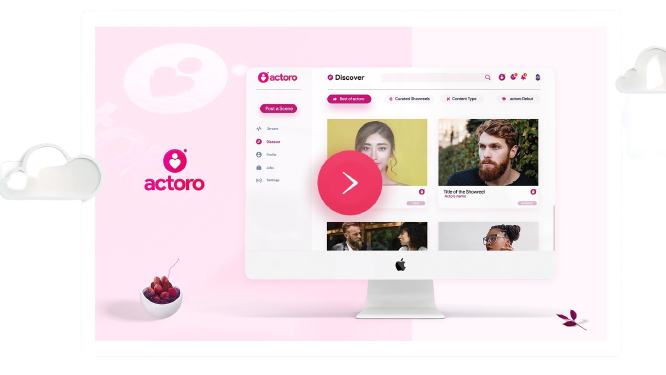 actoro
actoro
Discover
Best of actoro
Curated Showreels
Content Type
actoro Debut
Post a Scene
Stream
Discover
Profile
Jobs
Settings
Title of the Showreel
Actors name